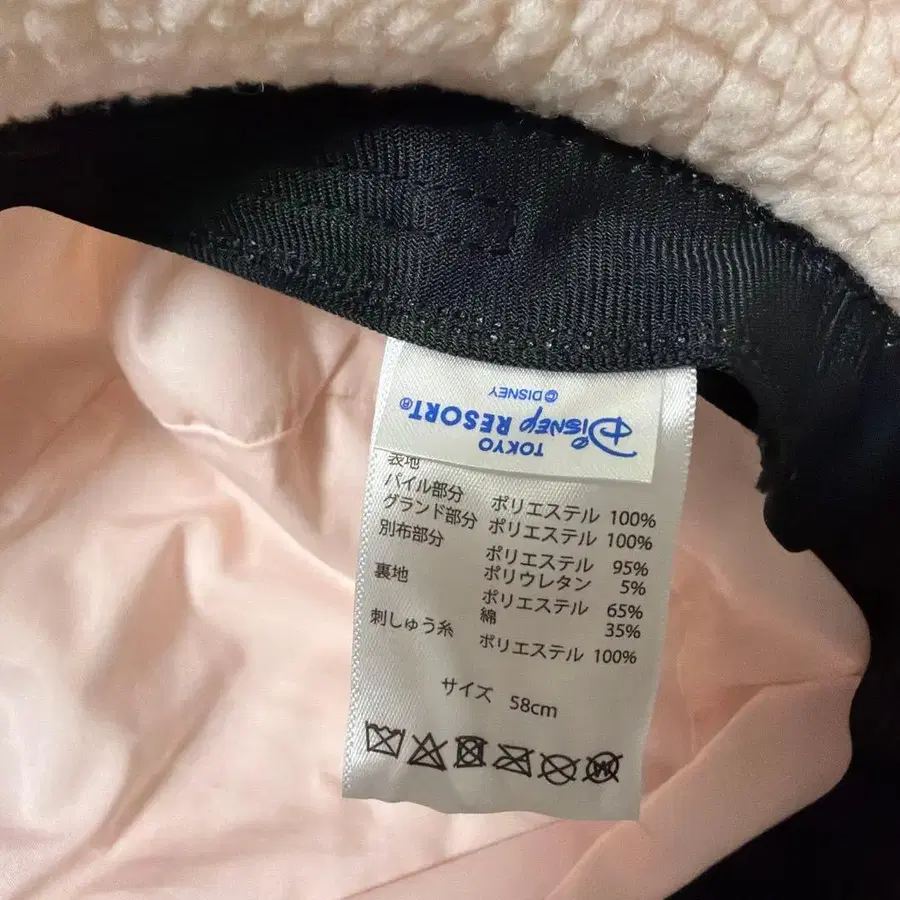 TOKYO
Disney RESORT®
© DISNEY
表地
パイル部分 ポリエステル 100%
グランド部分 ポリエステル 100%
別布部分 ポリエステル 95%
ポリウレタン 5%
裏地 ポリエステル 65%
綿 35%
刺しゅう糸 ポリエステル 100%
サイズ 58cm
W